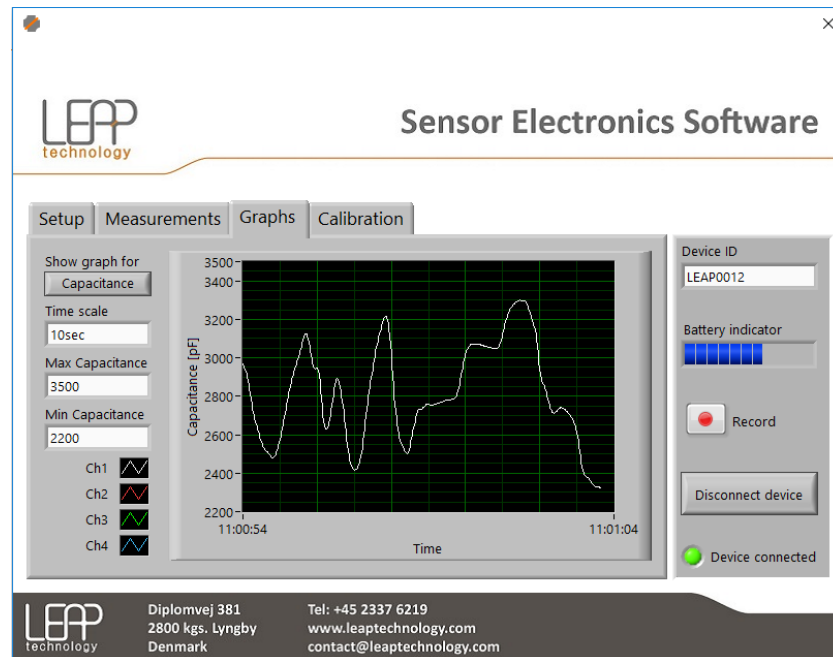 LEAP
technology
Sensor Electronics Software
Setup Measurements Graphs Calibration
Show graph for
Capacitance
Time scale
10sec
Max Capacitance
3500
Min Capacitance
2200
Ch1
Ch2
Ch3
Ch4
Capacitance [pF]
3500
3400
3200
3000
2800
2600
2400
2200
11:00:54 11:01:04
Time
Device ID
LEAP0012
Battery indicator
Record
Disconnect device
Device connected
LEAP
technology
Diplomvej 381
2800 kgs. Lyngby
Denmark
Tel: +45 2337 6219
www.leaptechnology.com
contact@leaptechnology.com